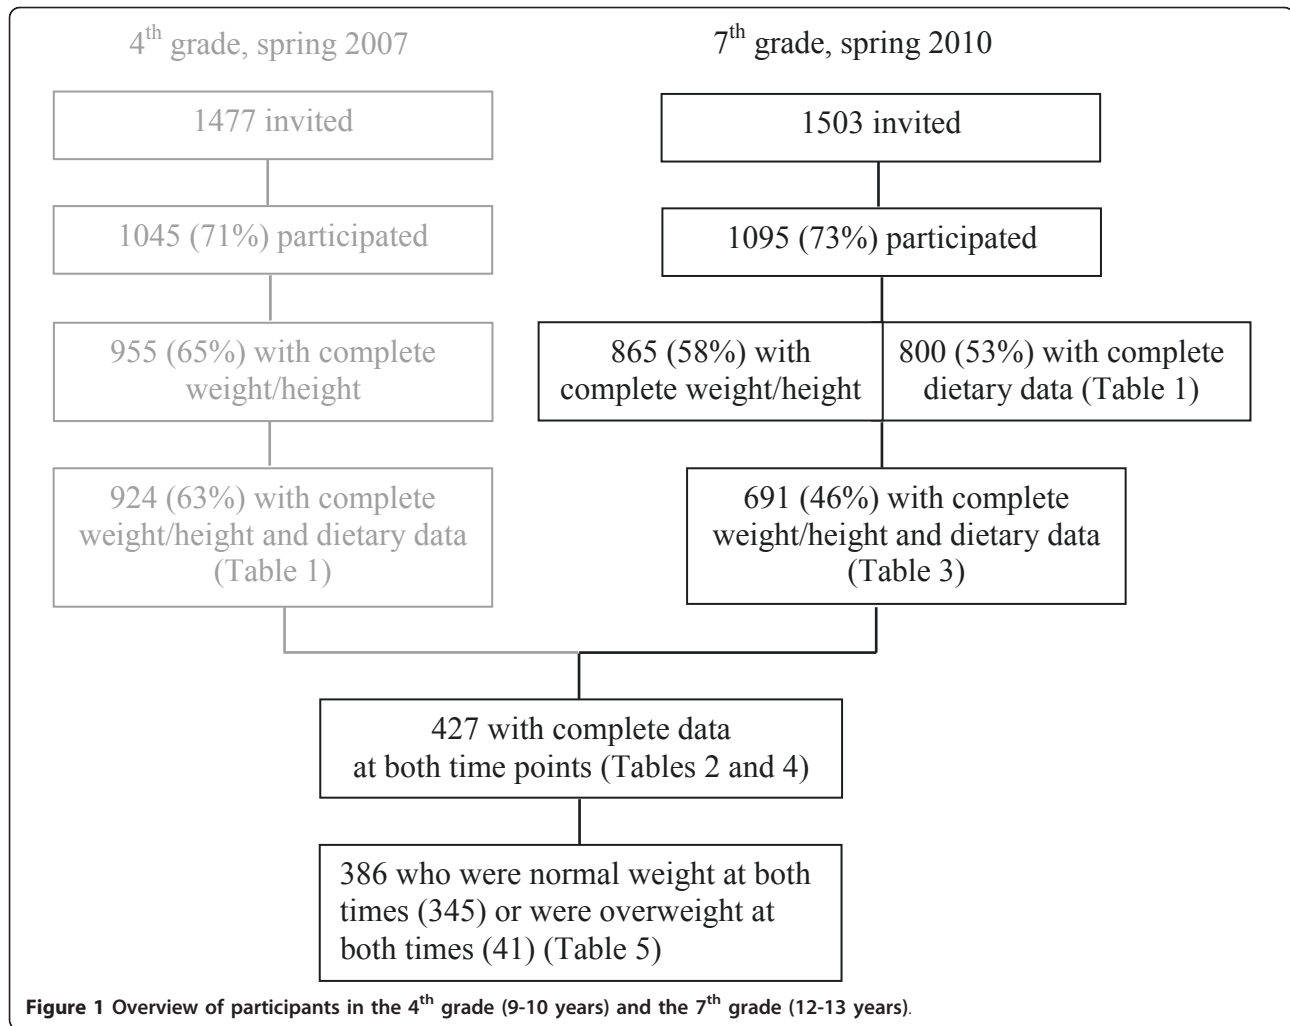 4th grade, spring 2007
7th grade, spring 2010
1477 invited
1503 invited
1045 (71%) participated
1095 (73%) participated
955 (65%) with complete
weight/height
865 (58%) with
complete weight/height
800 (53%) with complete
dietary data (Table 1)
924 (63%) with complete
weight/height and dietary data
(Table 1)
691 (46%) with complete
weight/height and dietary data
(Table 3)
427 with complete data
at both time points (Tables 2 and 4)
386 who were normal weight at both
times (345) or were overweight at
both times (41) (Table 5)
Figure 1 Overview of participants in the 4th grade (9-10 years) and the 7th grade (12-13 years).